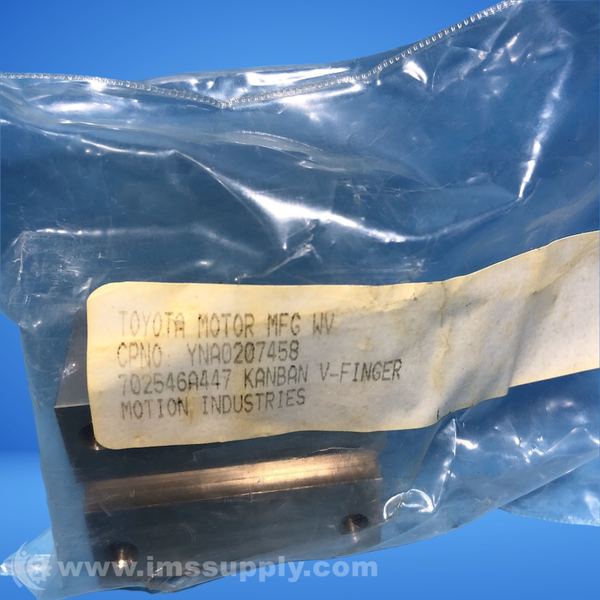 TOYOTA MOTOR MFG WV
CPNO. YNA0207458
702546A447 KANBAN V-FINGER
MOTION INDUSTRIES
www.imssupply.com